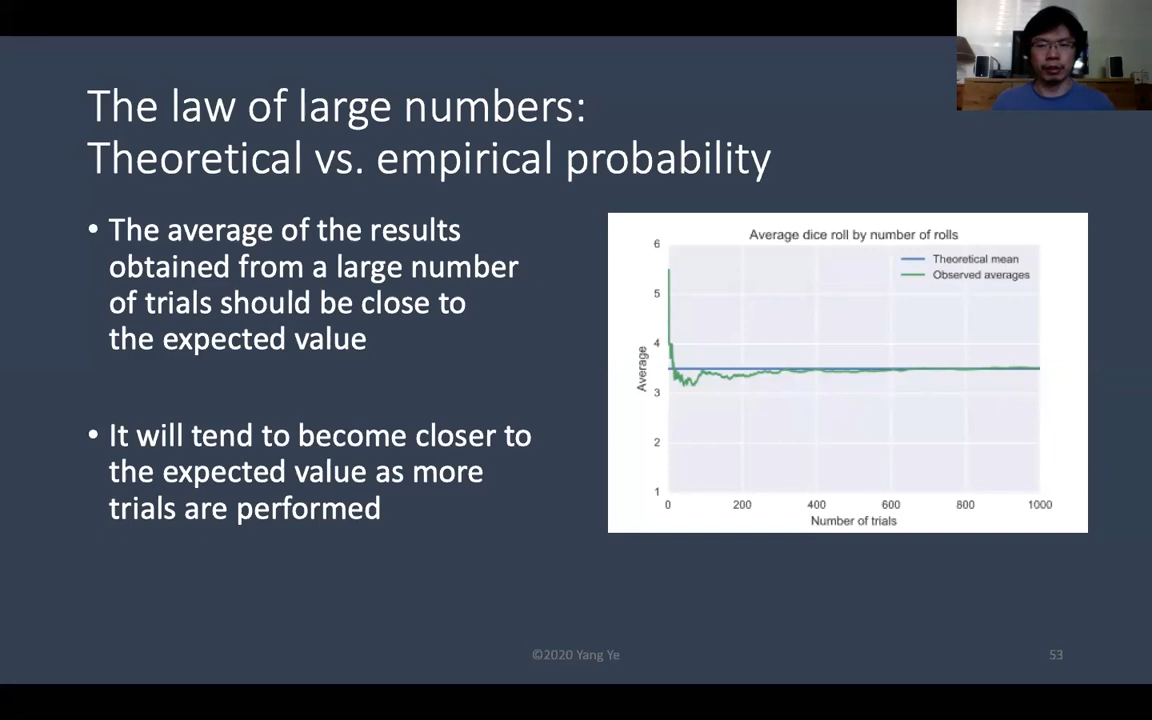 The law of large numbers:
Theoretical vs. empirical probability
• The average of the results
obtained from a large number
of trials should be close to
the expected value
• It will tend to become closer to
the expected value as more
trials are performed
Average dice roll by number of rolls
Theoretical mean
Observed averages
6
5
4
3
2
1
Average
0 200 400 600 800 1000
Number of trials
©2020 Yang Ye
53